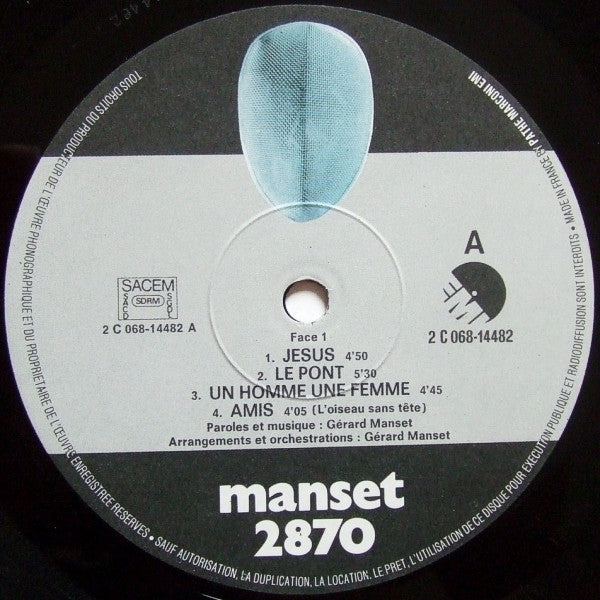 TOUS DROITS DU PRODUCTEUR DE L'ŒUVRE PHONOGRAPHIQUE ET DU PROPRIETAIRE DE L'ŒUVRE ENREGISTREE RESERVES • SAUF AUTORISATION, LA DUPLICATION, LA LOCATION, LE PRET, L'UTILISATION DE CE DISQUE POUR EXECUTION PUBLIQUE ET RADIODIFFUSION SONT INTERDITS • MADE IN FRANCE BY PATHE MARCONI EMI
SACEM
SACD SDRM SGDL
2 C 068-14482 A
A
EMI
2 C 068-14482
Face 1
1. JESUS 4'50
2. LE PONT 5'30
3. UN HOMME UNE FEMME 4'45
4. AMIS 4'05 (L'oiseau sans tête)
Paroles et musique : Gérard Manset
Arrangements et orchestrations : Gérard Manset
manset
2870